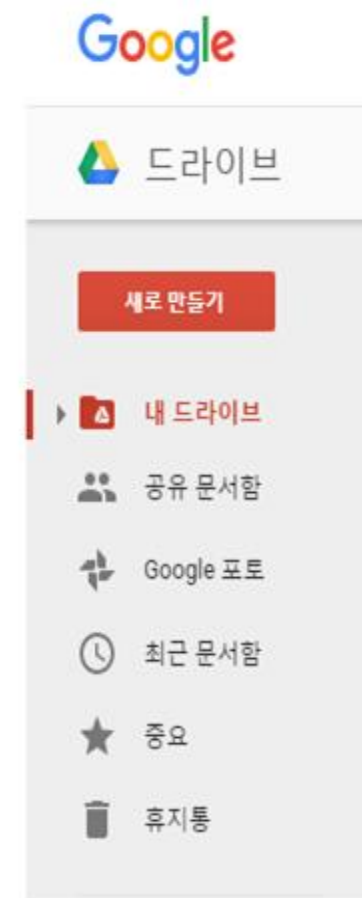 Google
드라이브
새로 만들기
내 드라이브
공유 문서함
Google 포토
최근 문서함
중요
휴지통